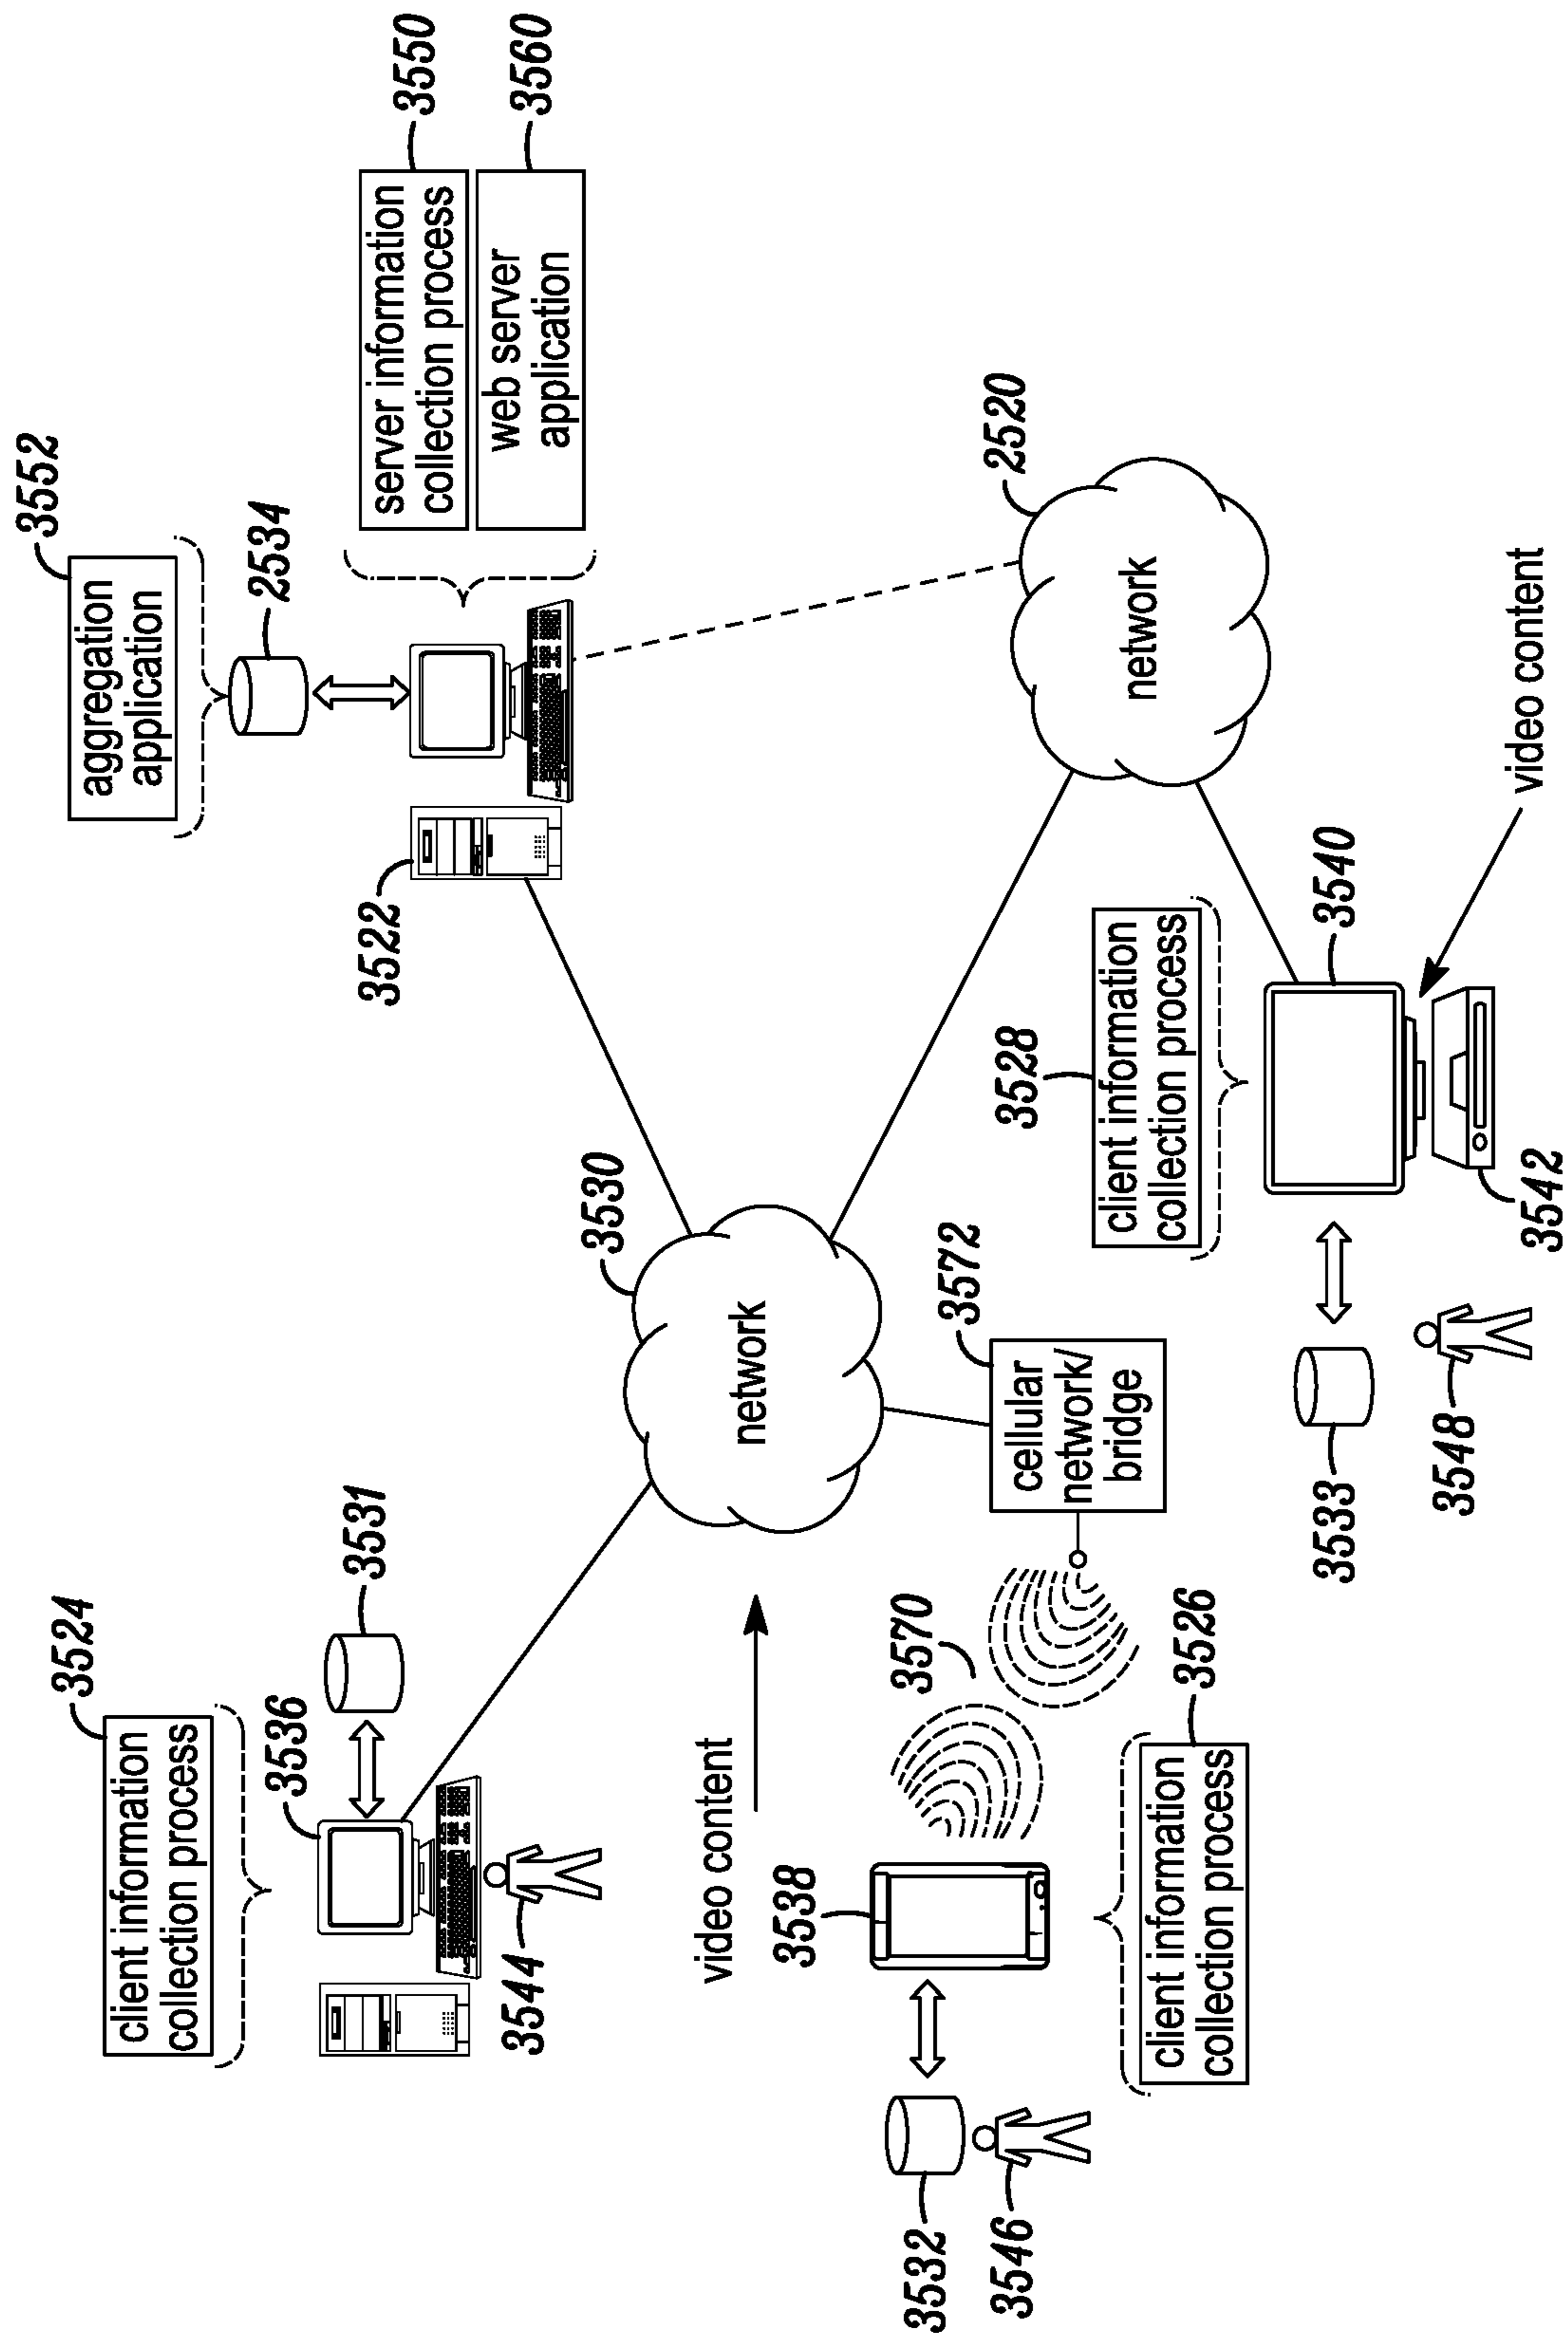 3524
client information
collection process
3536
3531
3544
3552
aggregation
application
2534
3522
server information
collection process
3550
web server
application
3560
video content
3530
network
2520
network
3538
3570
3532
3546
3572
cellular
network/
bridge
client information
collection process
3526
3528
client information
collection process
3540
video content
3533
3548
3542